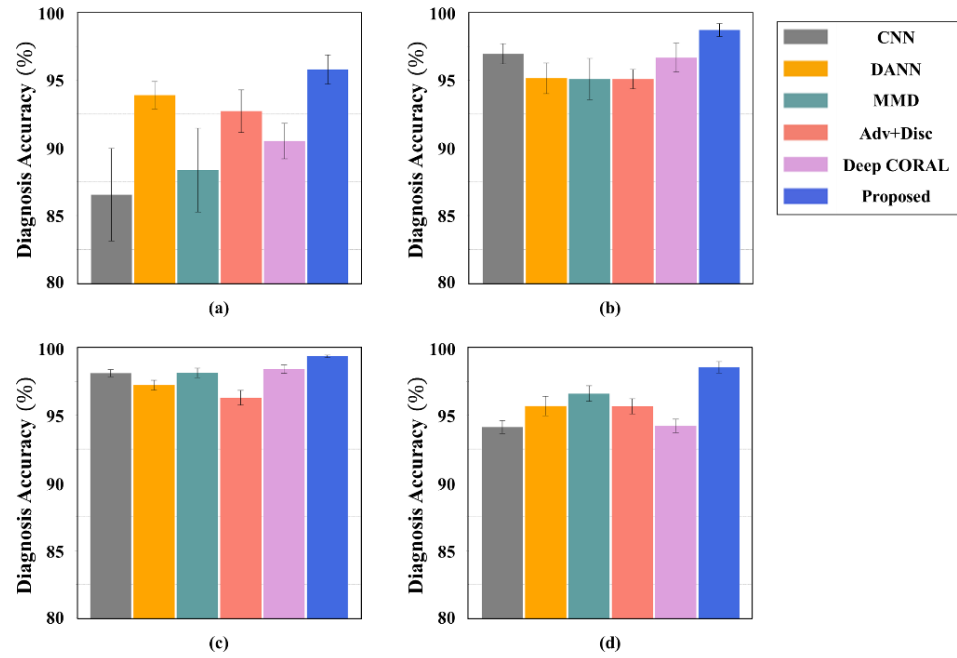 Diagnosis Accuracy (%)
100
95
90
85
80
(a)
Diagnosis Accuracy (%)
100
95
90
85
80
(b)
CNN
DANN
MMD
Adv+Disc
Deep CORAL
Proposed
Diagnosis Accuracy (%)
100
95
90
85
80
(c)
Diagnosis Accuracy (%)
100
95
90
85
80
(d)